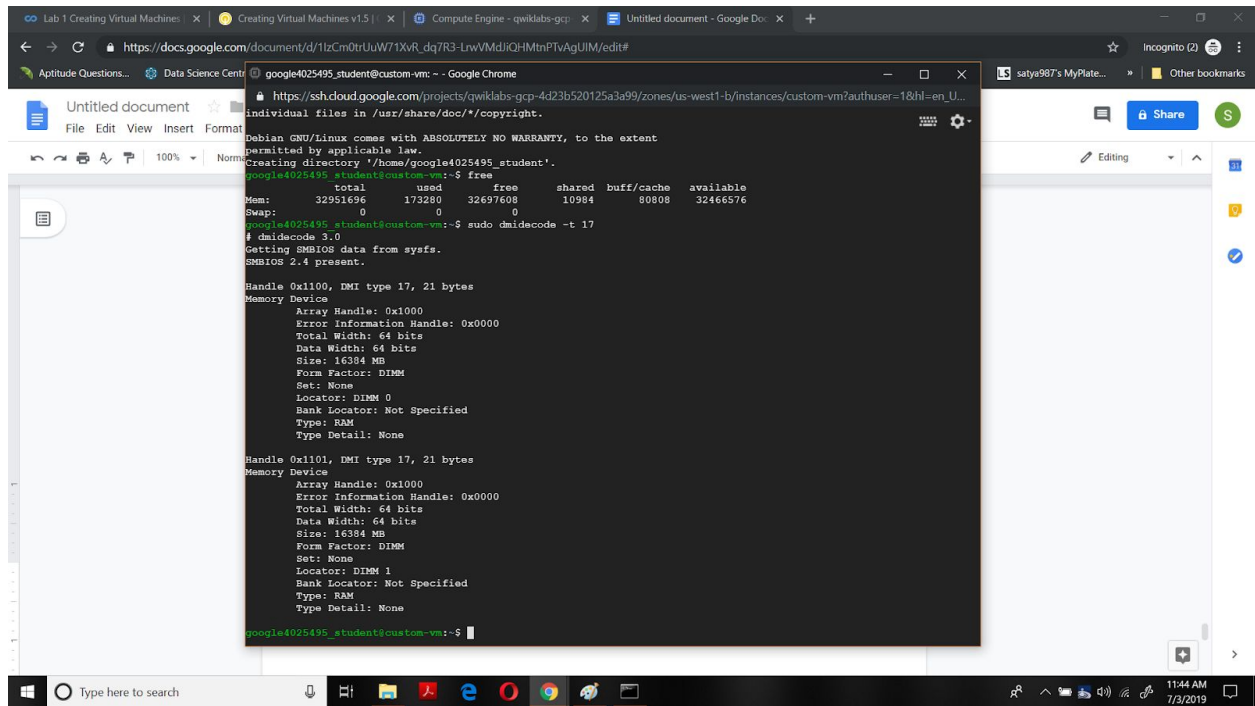 Lab 1 Creating Virtual Machines
Creating Virtual Machines v1.5 |
Compute Engine - qwiklabs-gcp-
Untitled document - Google Doc
https://docs.google.com/document/d/1IzCm0trUuW71XvR_dq7R3-LrwVMdJiQHMtnPTvAgUIM/edit#
Incognito (2)
Aptitude Questions...
Data Science Centr
LS satya987's MyPlate...
»
Other bookmarks
google4025495_student@custom-vm: ~ - Google Chrome
https://ssh.cloud.google.com/projects/qwiklabs-gcp-4d23b520125a3a99/zones/us-west1-b/instances/custom-vm?authuser=1&hl=en_U...
Untitled document
File Edit View Insert Format
Share
S
100%
Norma
Editing
31
individual files in /usr/share/doc/*/copyright.
Debian GNU/Linux comes with ABSOLUTELY NO WARRANTY, to the extent
permitted by applicable law.
Creating directory '/home/google4025495_student'.
google4025495_student@custom-vm:~$ free
total used free shared buff/cache available
Mem: 32951696 173280 32697608 10984 80808 32466576
Swap: 0 0 0
google4025495_student@custom-vm:~$ sudo dmidecode -t 17
# dmidecode 3.0
Getting SMBIOS data from sysfs.
SMBIOS 2.4 present.
Handle 0x1100, DMI type 17, 21 bytes
Memory Device
Array Handle: 0x1000
Error Information Handle: 0x0000
Total Width: 64 bits
Data Width: 64 bits
Size: 16384 MB
Form Factor: DIMM
Set: None
Locator: DIMM 0
Bank Locator: Not Specified
Type: RAM
Type Detail: None
Handle 0x1101, DMI type 17, 21 bytes
Memory Device
Array Handle: 0x1000
Error Information Handle: 0x0000
Total Width: 64 bits
Data Width: 64 bits
Size: 16384 MB
Form Factor: DIMM
Set: None
Locator: DIMM 1
Bank Locator: Not Specified
Type: RAM
Type Detail: None
google4025495_student@custom-vm:~$
Type here to search
11:44 AM
7/3/2019